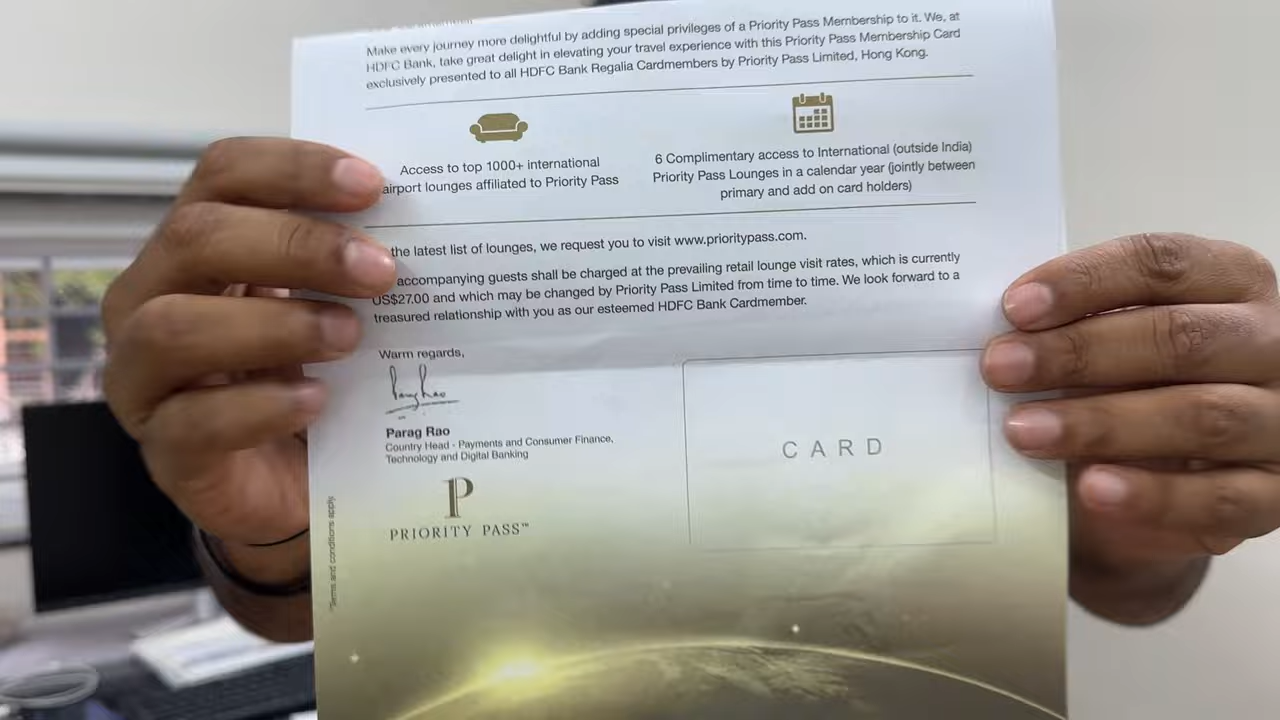 Make every journey more delightful by adding special privileges of a Priority Pass Membership to it. We, at
HDFC Bank, take great delight in elevating your travel experience with this Priority Pass Membership Card
exclusively presented to all HDFC Bank Regalia Cardmembers by Priority Pass Limited, Hong Kong.
Access to top 1000+ international
airport lounges affiliated to Priority Pass
6 Complimentary access to International (outside India)
Priority Pass Lounges in a calendar year (jointly between
primary and add on card holders)
the latest list of lounges, we request you to visit www.prioritypass.com.
accompanying guests shall be charged at the prevailing retail lounge visit rates, which is currently
US$27.00 and which may be changed by Priority Pass Limited from time to time. We look forward to a
treasured relationship with you as our esteemed HDFC Bank Cardmember.
Warm regards,
Parag Rao
Country Head - Payments and Consumer Finance,
Technology and Digital Banking
P
PRIORITY PASS™
CARD
*Terms and conditions apply.